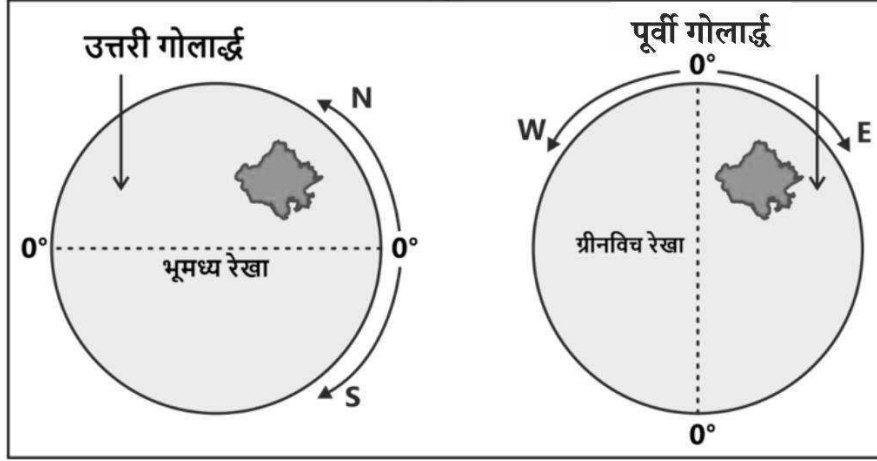 उत्तरी गोलार्द्ध
N
0°
0°
भूमध्य रेखा
S
पूर्वी गोलार्द्ध
0°
W
E
ग्रीनविच रेखा
0°